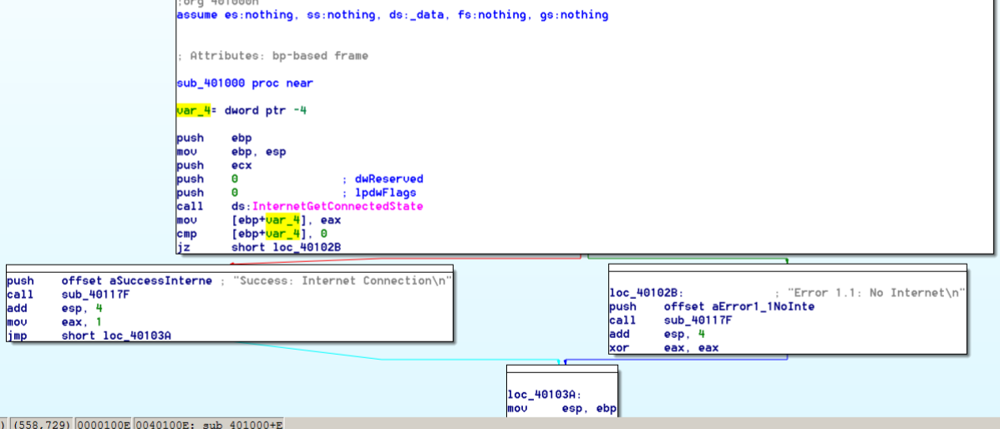 ;org 401000h
assume es:nothing, ss:nothing, ds:_data, fs:nothing, gs:nothing
; Attributes: bp-based frame
sub_401000 proc near
var_4= dword ptr -4
push ebp
mov ebp, esp
push ecx
push 0 ; dwReserved
push 0 ; lpdwFlags
call ds:InternetGetConnectedState
mov [ebp+var_4], eax
cmp [ebp+var_4], 0
jz short loc_40102B
push offset aSuccessInterne ; "Success: Internet Connection\n"
call sub_40117F
add esp, 4
mov eax, 1
jmp short loc_40103A
loc_40102B: ; "Error 1.1: No Internet\n"
push offset aError1_1NoInte
call sub_40117F
add esp, 4
xor eax, eax
loc_40103A:
mov esp, ebp
) (558,729) 0000100E 0040100E: sub_401000+E